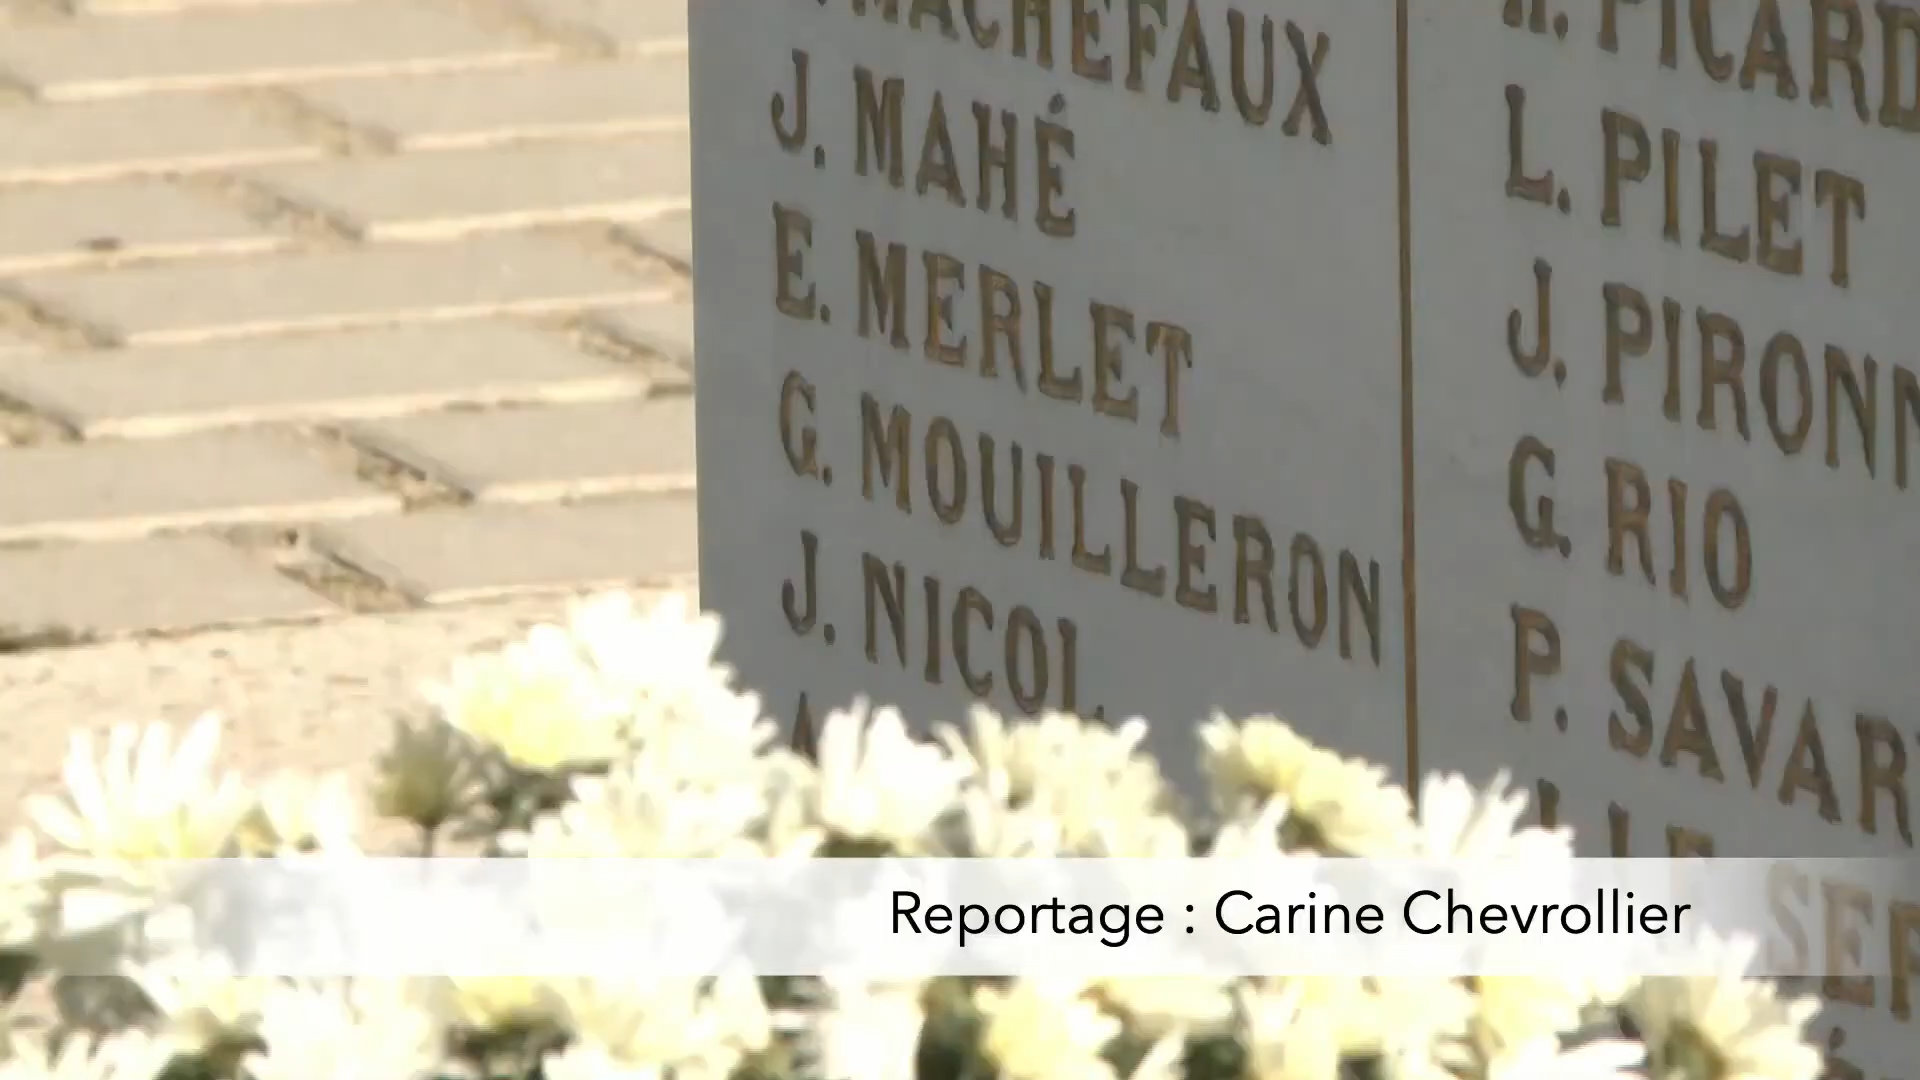 MACHEFAUX
J. MAHÉ
E. MERLET
G. MOUILLERON
J. NICOL
PICARD
L. PILET
J. PIRONN
G. RIO
P. SAVAR
Reportage : Carine Chevrollier